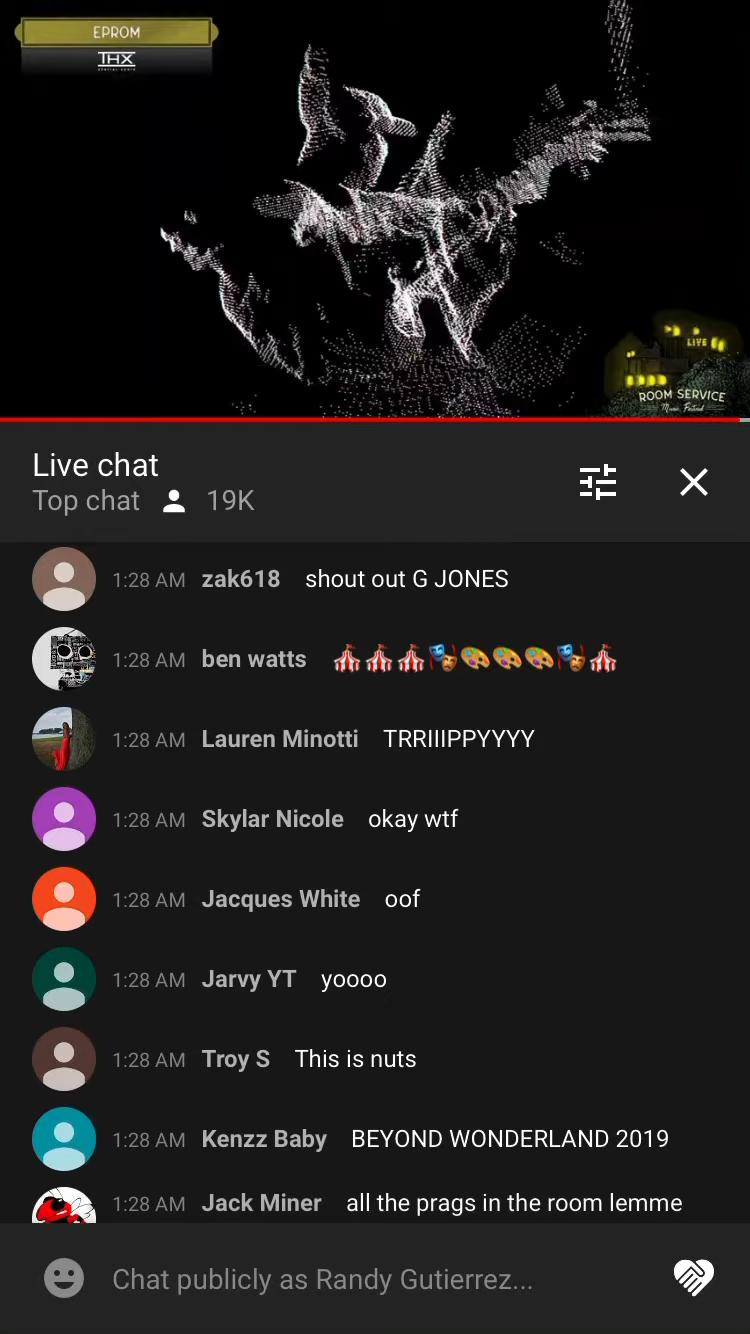 EPROM
THX
LIVE
ROOM SERVICE
Music Festival
Live chat
Top chat 19K
1:28 AM zak618 shout out G JONES
1:28 AM ben watts 🎪🎪🎪🎭🎨🎨🎨🎭🎪
1:28 AM Lauren Minotti TRRIIIPPYYYY
1:28 AM Skylar Nicole okay wtf
1:28 AM Jacques White oof
1:28 AM Jarvy YT yoooo
1:28 AM Troy S This is nuts
1:28 AM Kenzz Baby BEYOND WONDERLAND 2019
1:28 AM Jack Miner all the prags in the room lemme
Chat publicly as Randy Gutierrez...